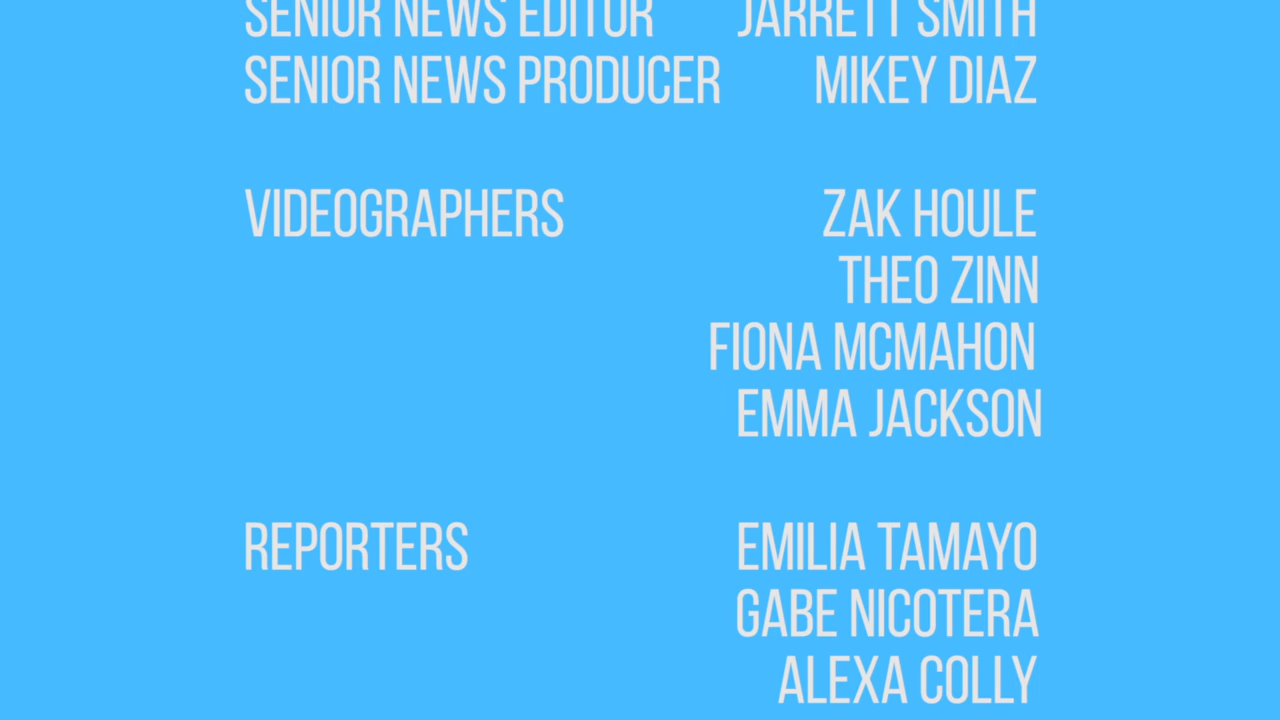 SENIOR NEWS EDITOR JARRETT SMITH
SENIOR NEWS PRODUCER MIKEY DIAZ
VIDEOGRAPHERS ZAK HOULE
THEO ZINN
FIONA MCMAHON
EMMA JACKSON
REPORTERS EMILIA TAMAYO
GABE NICOTERA
ALEXA COLLY